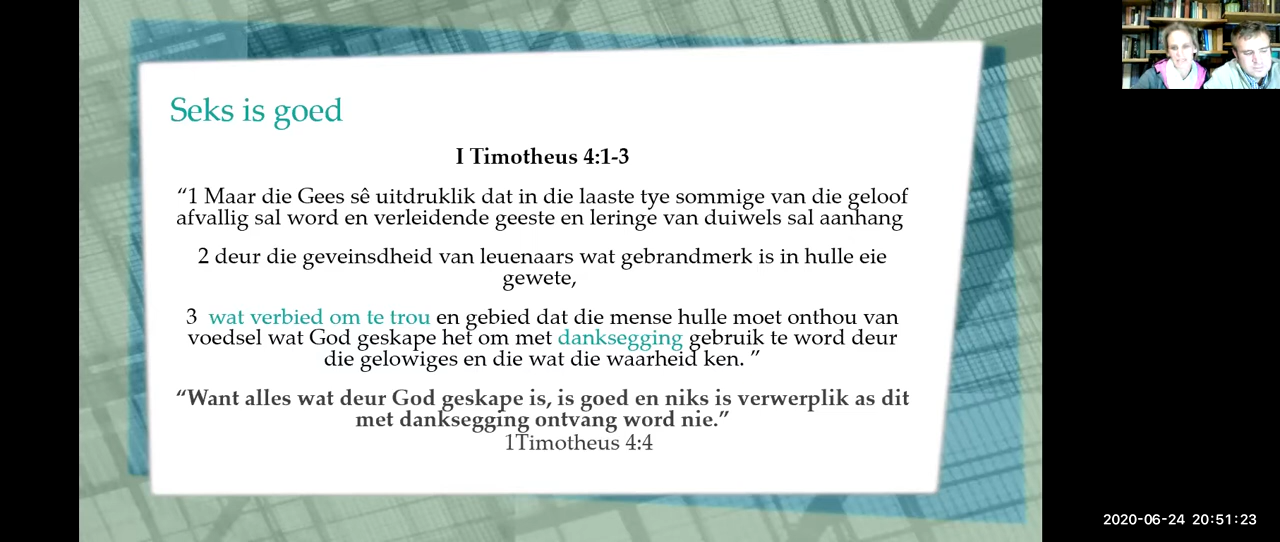 Seks is goed
I Timotheus 4:1-3
“1 Maar die Gees sê uitdruklik dat in die laaste tye sommige van die geloof
afvallig sal word en verleidende geeste en leringe van duiwels sal aanhang
2 deur die geveinsdheid van leuenaars wat gebrandmerk is in hulle eie
gewete,
3 wat verbied om te trou en gebied dat die mense hulle moet onthou van
voedsel wat God geskape het om met danksegging gebruik te word deur
die gelowiges en die wat die waarheid ken. ”
“Want alles wat deur God geskape is, is goed en niks is verwerplik as dit
met danksegging ontvang word nie.”
1Timotheus 4:4
2020-06-24 20:51:23